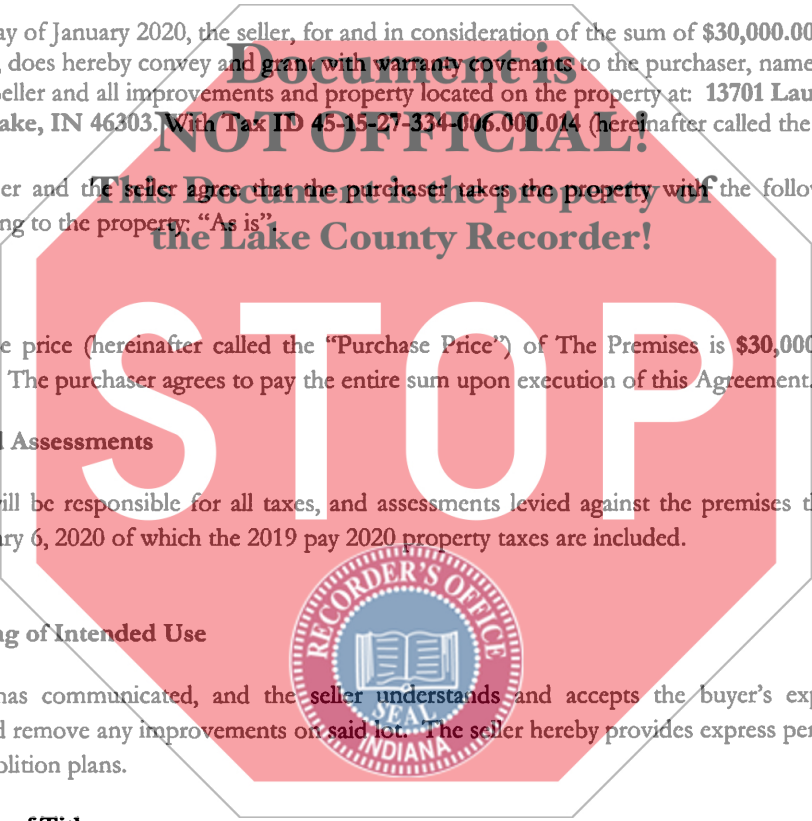 ay of January 2020, the seller, for and in consideration of the sum of $30,000.00
, does hereby convey and grant with warranty covenants to the purchaser, name
eller and all improvements and property located on the property at: 13701 Lau
ake, IN 46303. With Tax ID 45-15-27-334-006.000.014 (hereinafter called the
Document is
NOT OFFICIAL!
This Document is the property of
the Lake County Recorder!
er and the seller agree that the purchaser takes the property with the follo
ng to the property: “As is”.
STOP
e price (hereinafter called the “Purchase Price”) of The Premises is $30,000
The purchaser agrees to pay the entire sum upon execution of this Agreement.
Assessments
ill be responsible for all taxes, and assessments levied against the premises t
ry 6, 2020 of which the 2019 pay 2020 property taxes are included.
RECORDER'S OFFICE
SEAL
INDIANA
ng of Intended Use
has communicated, and the seller understands and accepts the buyer’s exp
d remove any improvements on said lot. The seller hereby provides express per
olition plans.